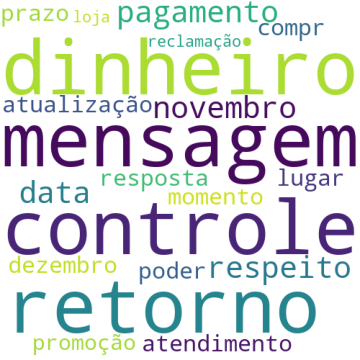 prazo loja pagamento
compr
reclamação
dinheiro
atualização novembro
mensagem
resposta lugar
data momento
controle
dezembro poder respeito
retorno
promoção atendimento